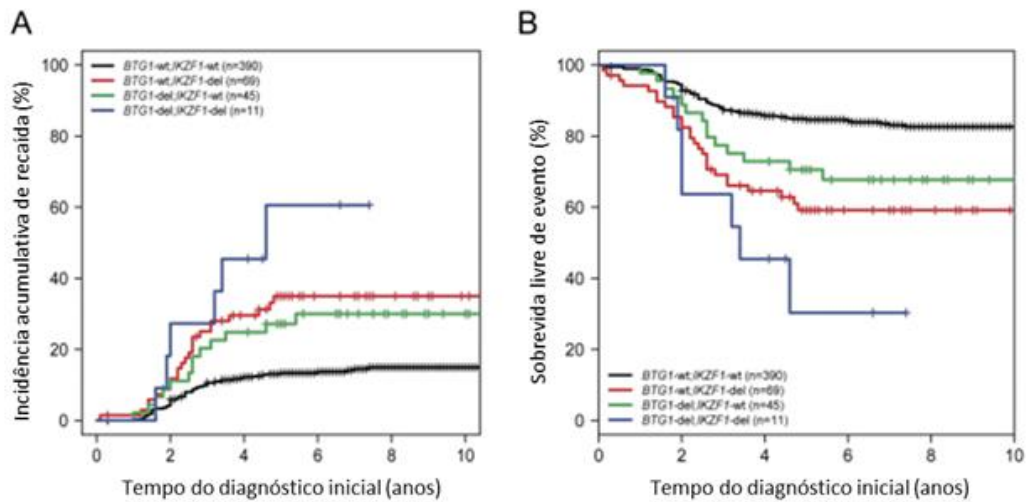 A
Incidência acumulativa de recaída (%)
100
80
60
40
20
0
BTG1-wt;IKZF1-wt (n=390)
BTG1-wt;IKZF1-del (n=69)
BTG1-del;IKZF1-wt (n=45)
BTG1-del;IKZF1-del (n=11)
0 2 4 6 8 10
Tempo do diagnóstico inicial (anos)
B
Sobrevida livre de evento (%)
100
80
60
40
20
0
BTG1-wt;IKZF1-wt (n=390)
BTG1-wt;IKZF1-del (n=69)
BTG1-del;IKZF1-wt (n=45)
BTG1-del;IKZF1-del (n=11)
0 2 4 6 8 10
Tempo do diagnóstico inicial (anos)